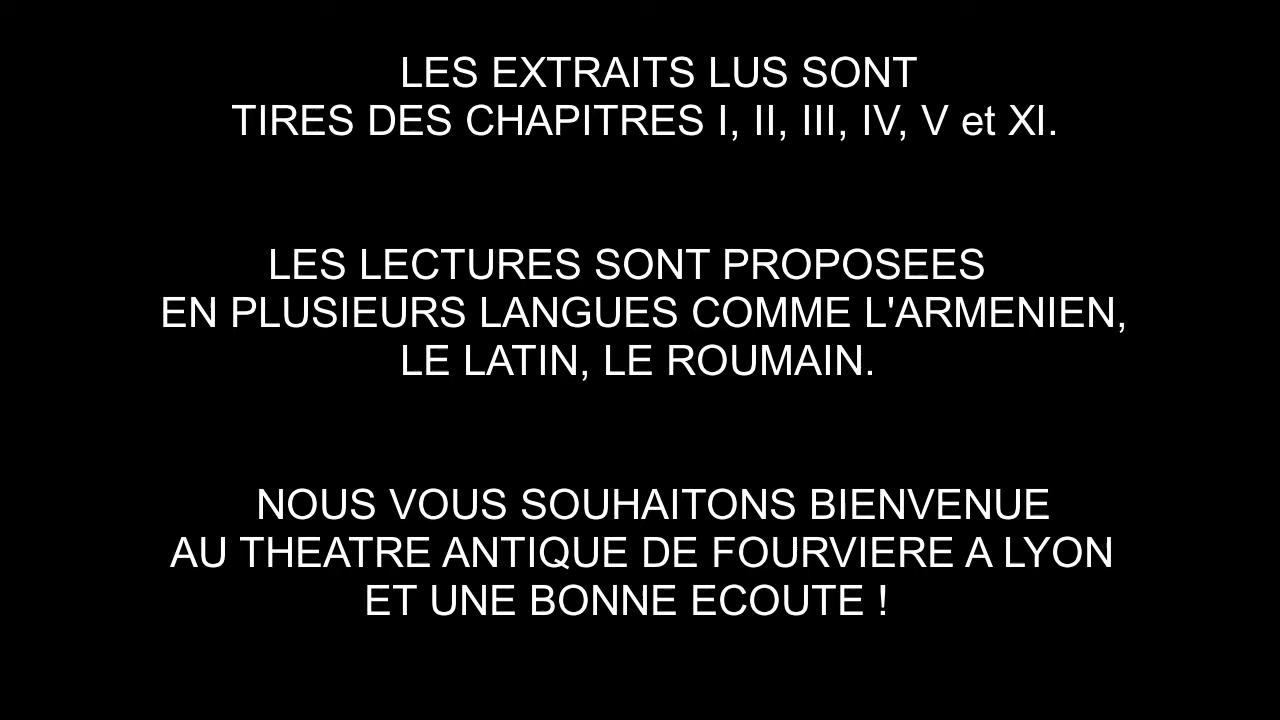 LES EXTRAITS LUS SONT
TIRES DES CHAPITRES I, II, III, IV, V et XI.
LES LECTURES SONT PROPOSEES
EN PLUSIEURS LANGUES COMME L'ARMENIEN,
LE LATIN, LE ROUMAIN.
NOUS VOUS SOUHAITONS BIENVENUE
AU THEATRE ANTIQUE DE FOURVIERE A LYON
ET UNE BONNE ECOUTE !